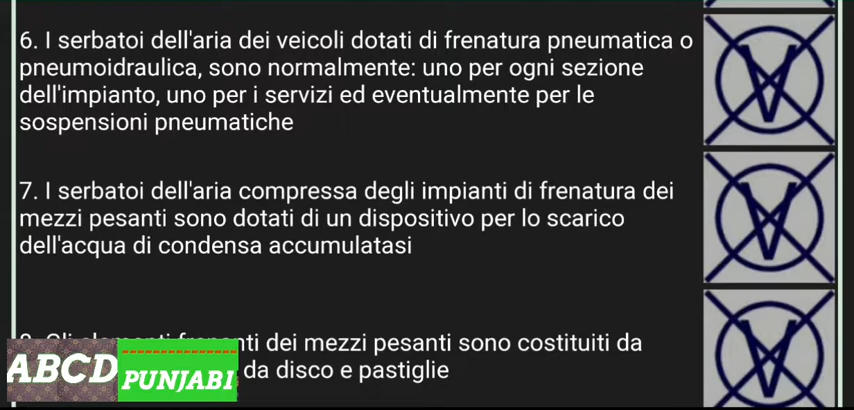 6. I serbatoi dell'aria dei veicoli dotati di frenatura pneumatica o
pneumoidraulica, sono normalmente: uno per ogni sezione
dell'impianto, uno per i servizi ed eventualmente per le
sospensioni pneumatiche
V
7. I serbatoi dell'aria compressa degli impianti di frenatura dei
mezzi pesanti sono dotati di un dispositivo per lo scarico
dell'acqua di condensa accumulatasi
V
dei mezzi pesanti sono costituiti da
da disco e pastiglie
V
ABCD PUNJABI